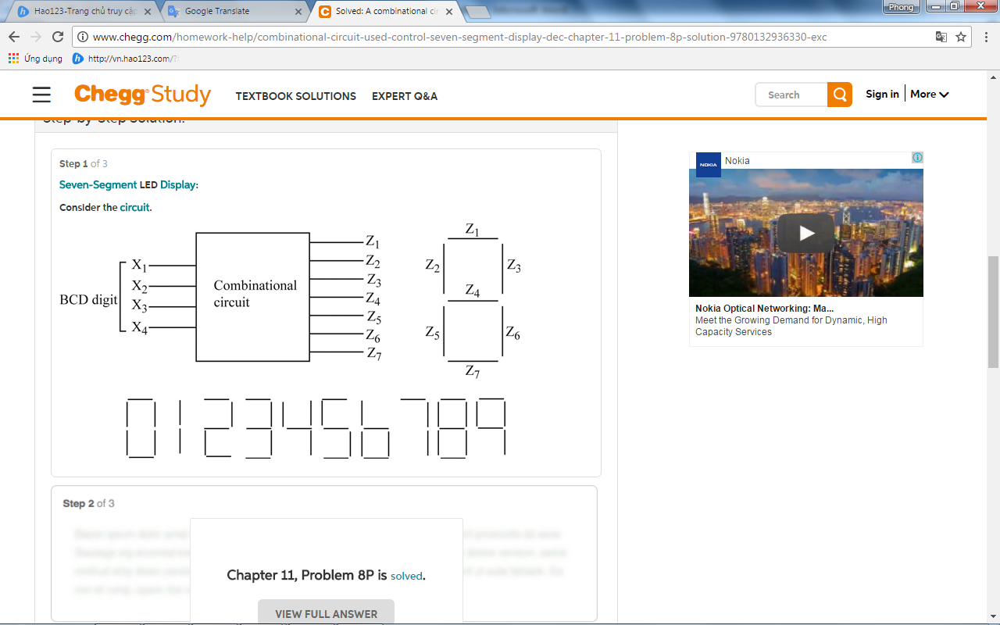 Hao123-Trang chủ truy cập
Google Translate
Solved: A combinational cir
Phong
www.chegg.com/homework-help/combinational-circuit-used-control-seven-segment-display-dec-chapter-11-problem-8p-solution-9780132936330-exc
Ứng dụng
http://vn.hao123.com/?
Chegg Study
TEXTBOOK SOLUTIONS
EXPERT Q&A
Search
Sign in
More
Step-by-Step Solution:
Step 1 of 3
Seven-Segment LED Display:
Consider the circuit.
BCD digit
X1
X2
X3
X4
Combinational
circuit
Z1
Z2
Z3
Z4
Z5
Z6
Z7
Z1
Z2
Z3
Z4
Z5
Z6
Z7
0 1 2 3 4 5 6 7 8 9
Step 2 of 3
Chapter 11, Problem 8P is solved.
VIEW FULL ANSWER
NOKIA
Nokia
Nokia Optical Networking: Ma...
Meet the Growing Demand for Dynamic, High
Capacity Services